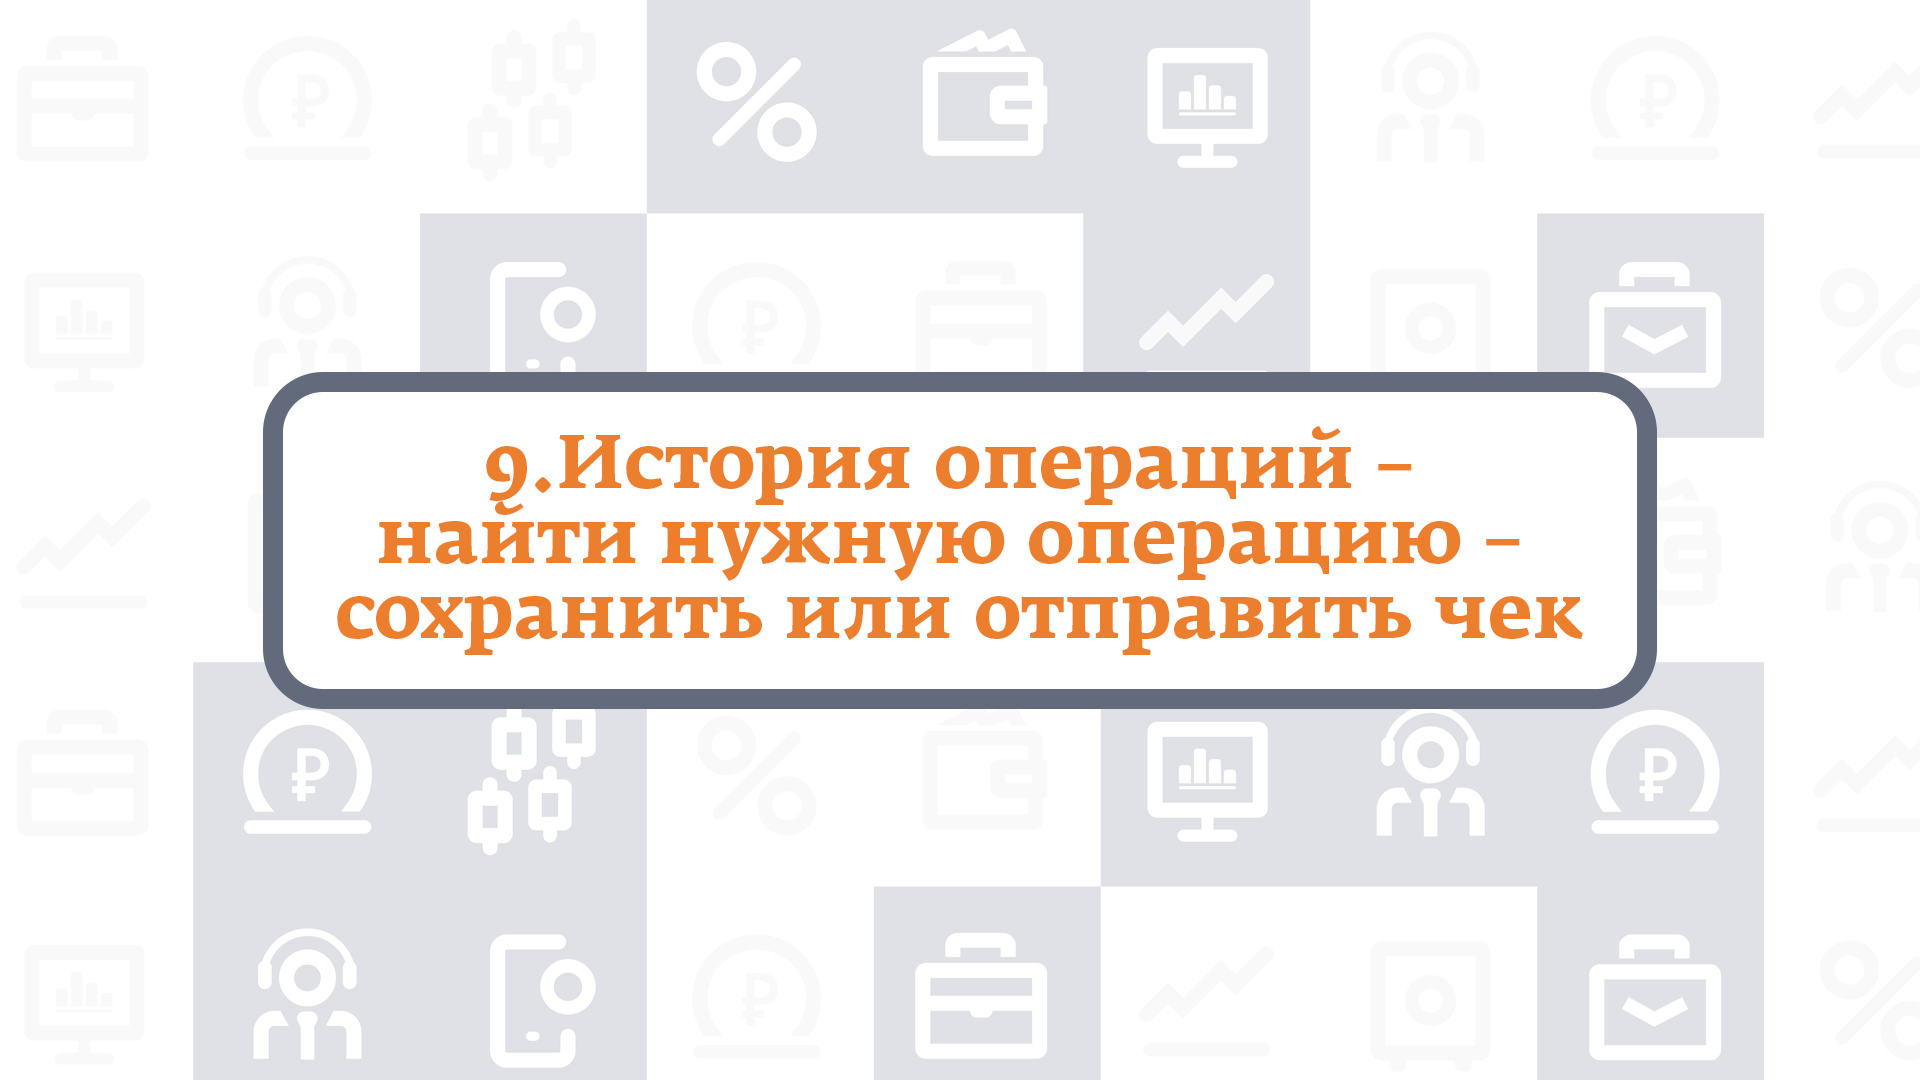 9.История операций –
найти нужную операцию –
сохранить или отправить чек